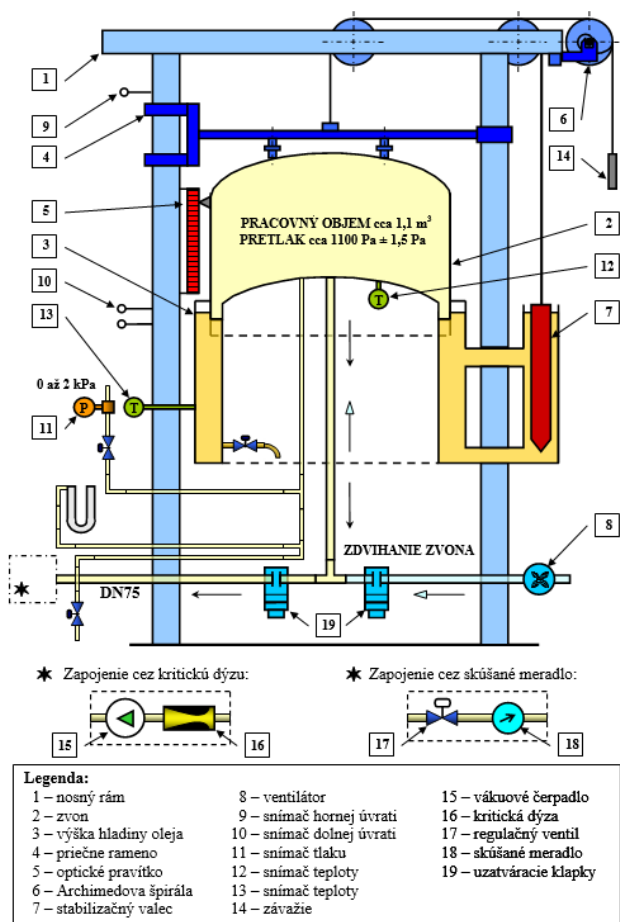 1
9
4
6
14
5
PRACOVNÝ OBJEM cca 1,1 m³
PRETLAK cca 1100 Pa ± 1,5 Pa
2
3
12
T
10
7
13
0 až 2 kPa
P
T
11
ZDVIHANIE ZVONA
8
DN75
19
Zapojenie cez kritickú dýzu:
Zapojenie cez skúšané meradlo:
15
16
17
18
Legenda:
1 – nosný rám
2 – zvon
3 – výška hladiny oleja
4 – priečne rameno
5 – optické pravítko
6 – Archimedova špirála
7 – stabilizačný valec
8 – ventilátor
9 – snímač hornej úvrati
10 – snímač dolnej úvrati
11 – snímač tlaku
12 – snímač teploty
13 – snímač teploty
14 – závažie
15 – vákuové čerpadlo
16 – kritická dýza
17 – regulačný ventil
18 – skúšané meradlo
19 – uzatváracie klapky